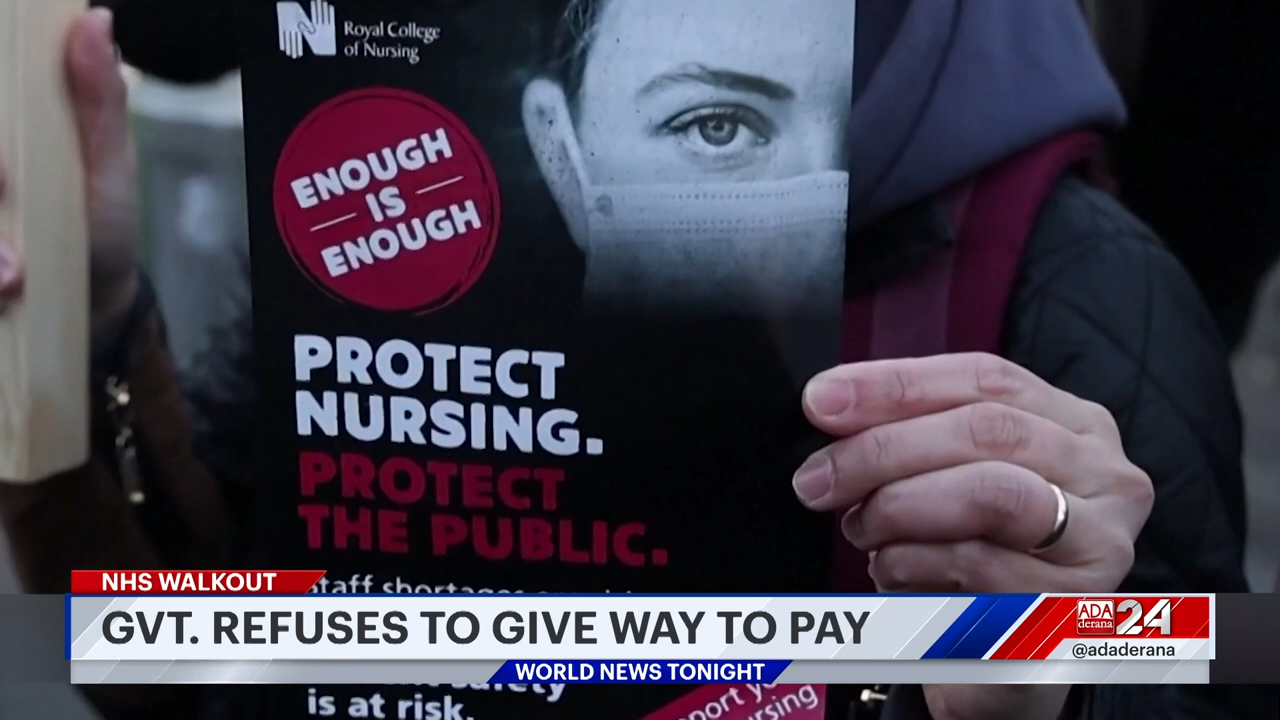 Royal College
of Nursing
ENOUGH
IS
ENOUGH
PROTECT
NURSING.
PROTECT
THE PUBLIC.
NHS WALKOUT
GVT. REFUSES TO GIVE WAY TO PAY
ADA
derana
24
@adaderana
WORLD NEWS TONIGHT
is at risk.